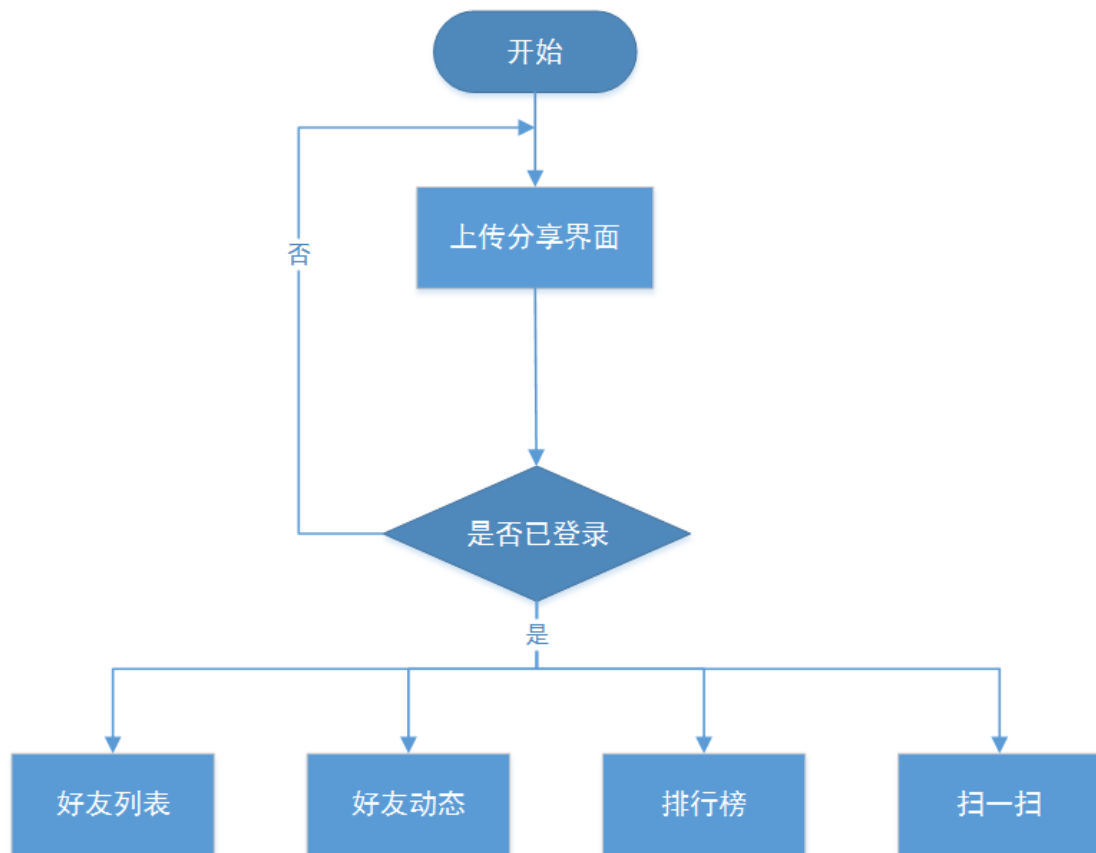 开始
否
上传分享界面
是否已登录
是
好友列表
好友动态
排行榜
扫一扫